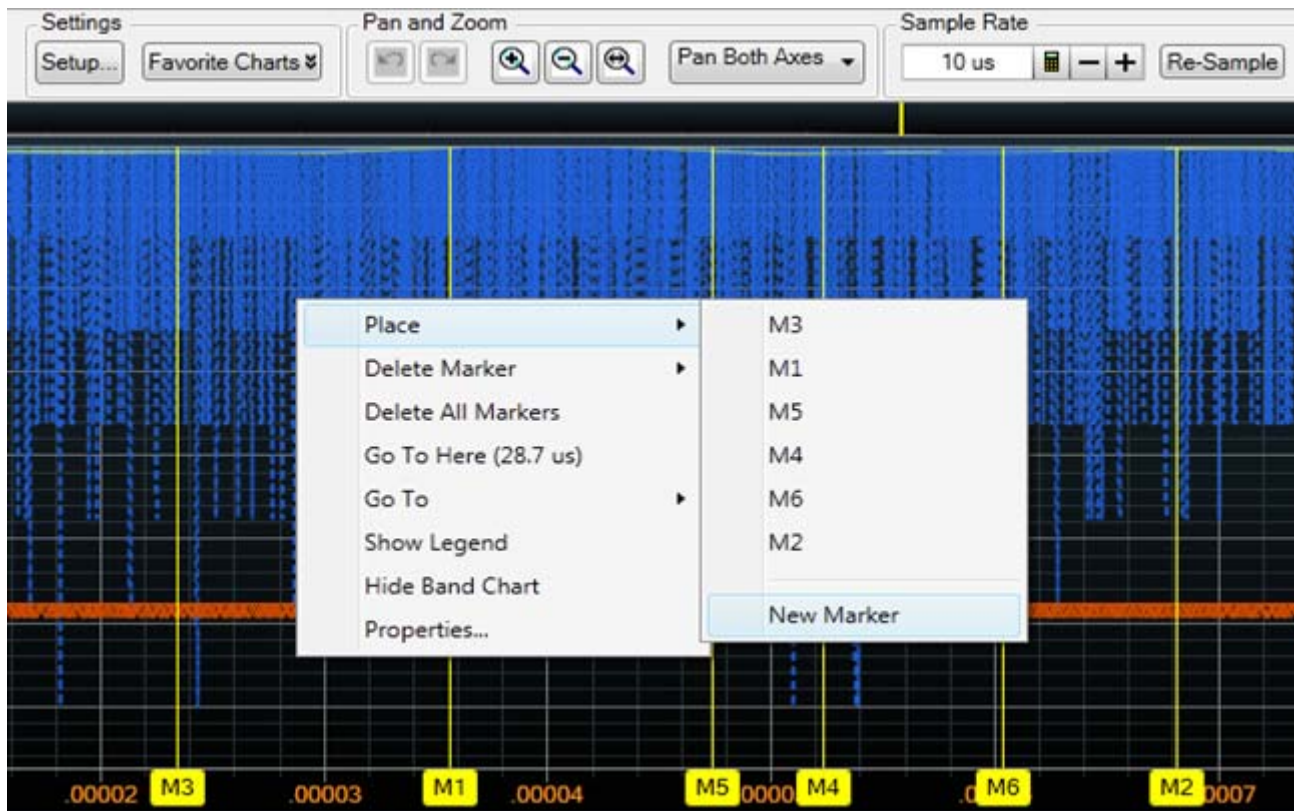 Settings
Pan and Zoom
Sample Rate
Setup...
Favorite Charts
Pan Both Axes
10 us
Re-Sample
Place
Delete Marker
Delete All Markers
Go To Here (28.7 us)
Go To
Show Legend
Hide Band Chart
Properties...
M3
M1
M5
M4
M6
M2
New Marker
.00002 M3 .00003 M1 .00004 M5 M4 M6 M2